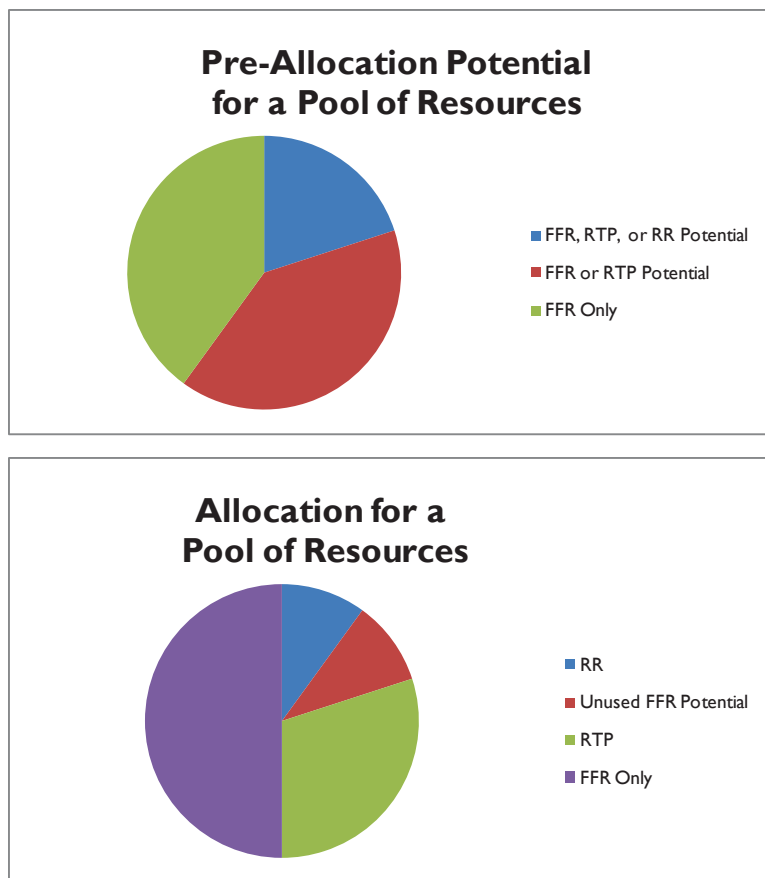 Pre-Allocation Potential
for a Pool of Resources
FFR, RTP, or RR Potential
FFR or RTP Potential
FFR Only
Allocation for a
Pool of Resources
RR
Unused FFR Potential
RTP
FFR Only